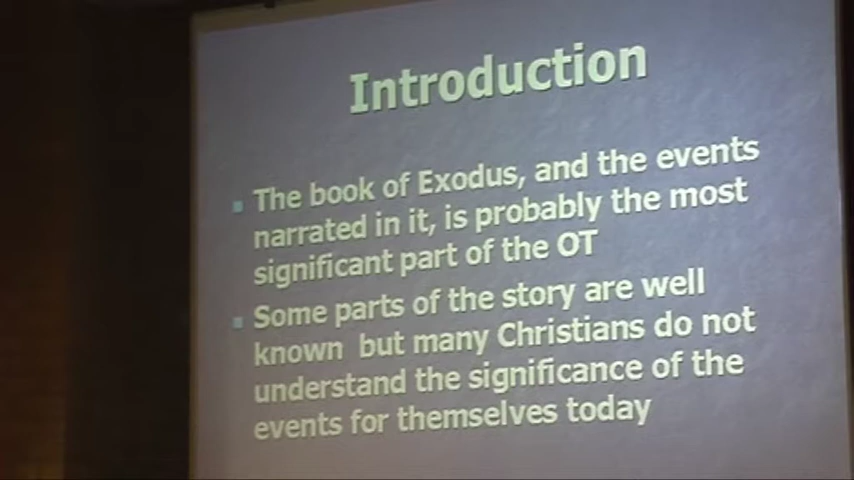 Introduction
The book of Exodus, and the events
narrated in it, is probably the most
significant part of the OT
Some parts of the story are well
known but many Christians do not
understand the significance of the
events for themselves today